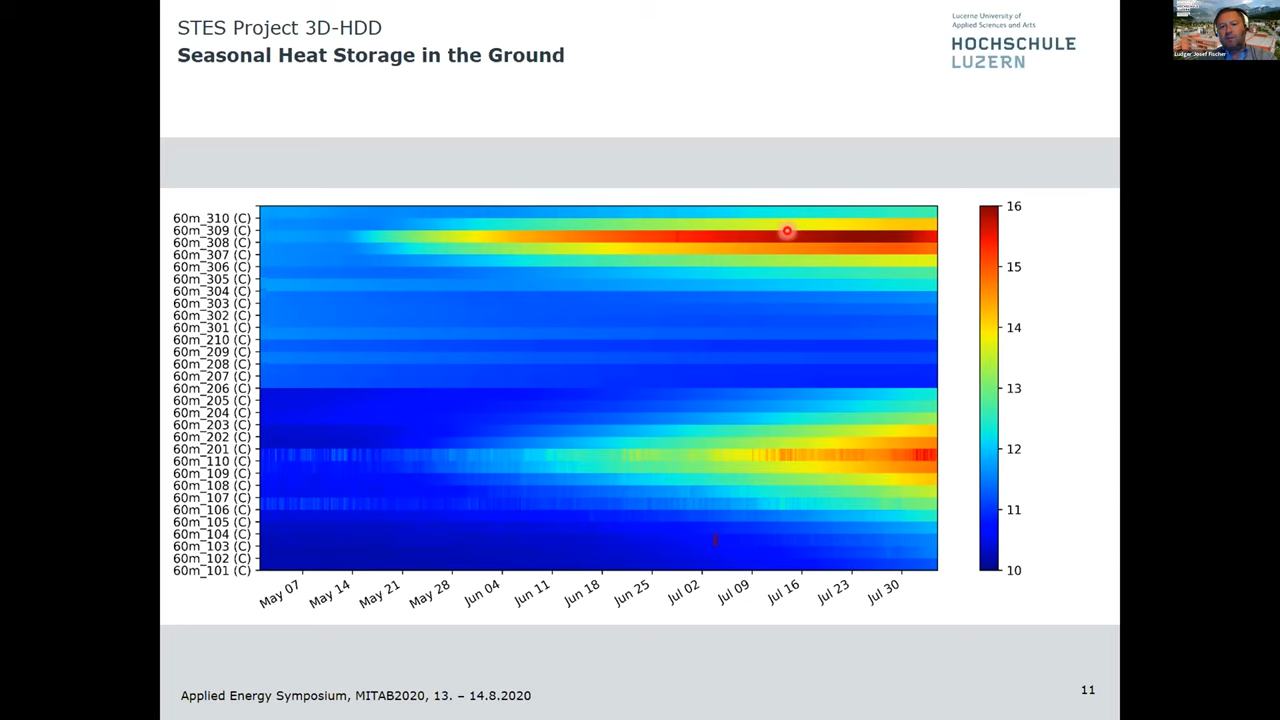 STES Project 3D-HDD
Seasonal Heat Storage in the Ground
Lucerne University of
Applied Sciences and Arts
HOCHSCHULE
LUZERN
Ludger Josef Fischer
60m_310 (C)
60m_309 (C)
60m_308 (C)
60m_307 (C)
60m_306 (C)
60m_305 (C)
60m_304 (C)
60m_303 (C)
60m_302 (C)
60m_301 (C)
60m_210 (C)
60m_209 (C)
60m_208 (C)
60m_207 (C)
60m_206 (C)
60m_205 (C)
60m_204 (C)
60m_203 (C)
60m_202 (C)
60m_201 (C)
60m_110 (C)
60m_109 (C)
60m_108 (C)
60m_107 (C)
60m_106 (C)
60m_105 (C)
60m_104 (C)
60m_103 (C)
60m_102 (C)
60m_101 (C)
May 07
May 14
May 21
May 28
Jun 04
Jun 11
Jun 18
Jun 25
Jul 02
Jul 09
Jul 16
Jul 23
Jul 30
16
15
14
13
12
11
10
Applied Energy Symposium, MITAB2020, 13. – 14.8.2020
11